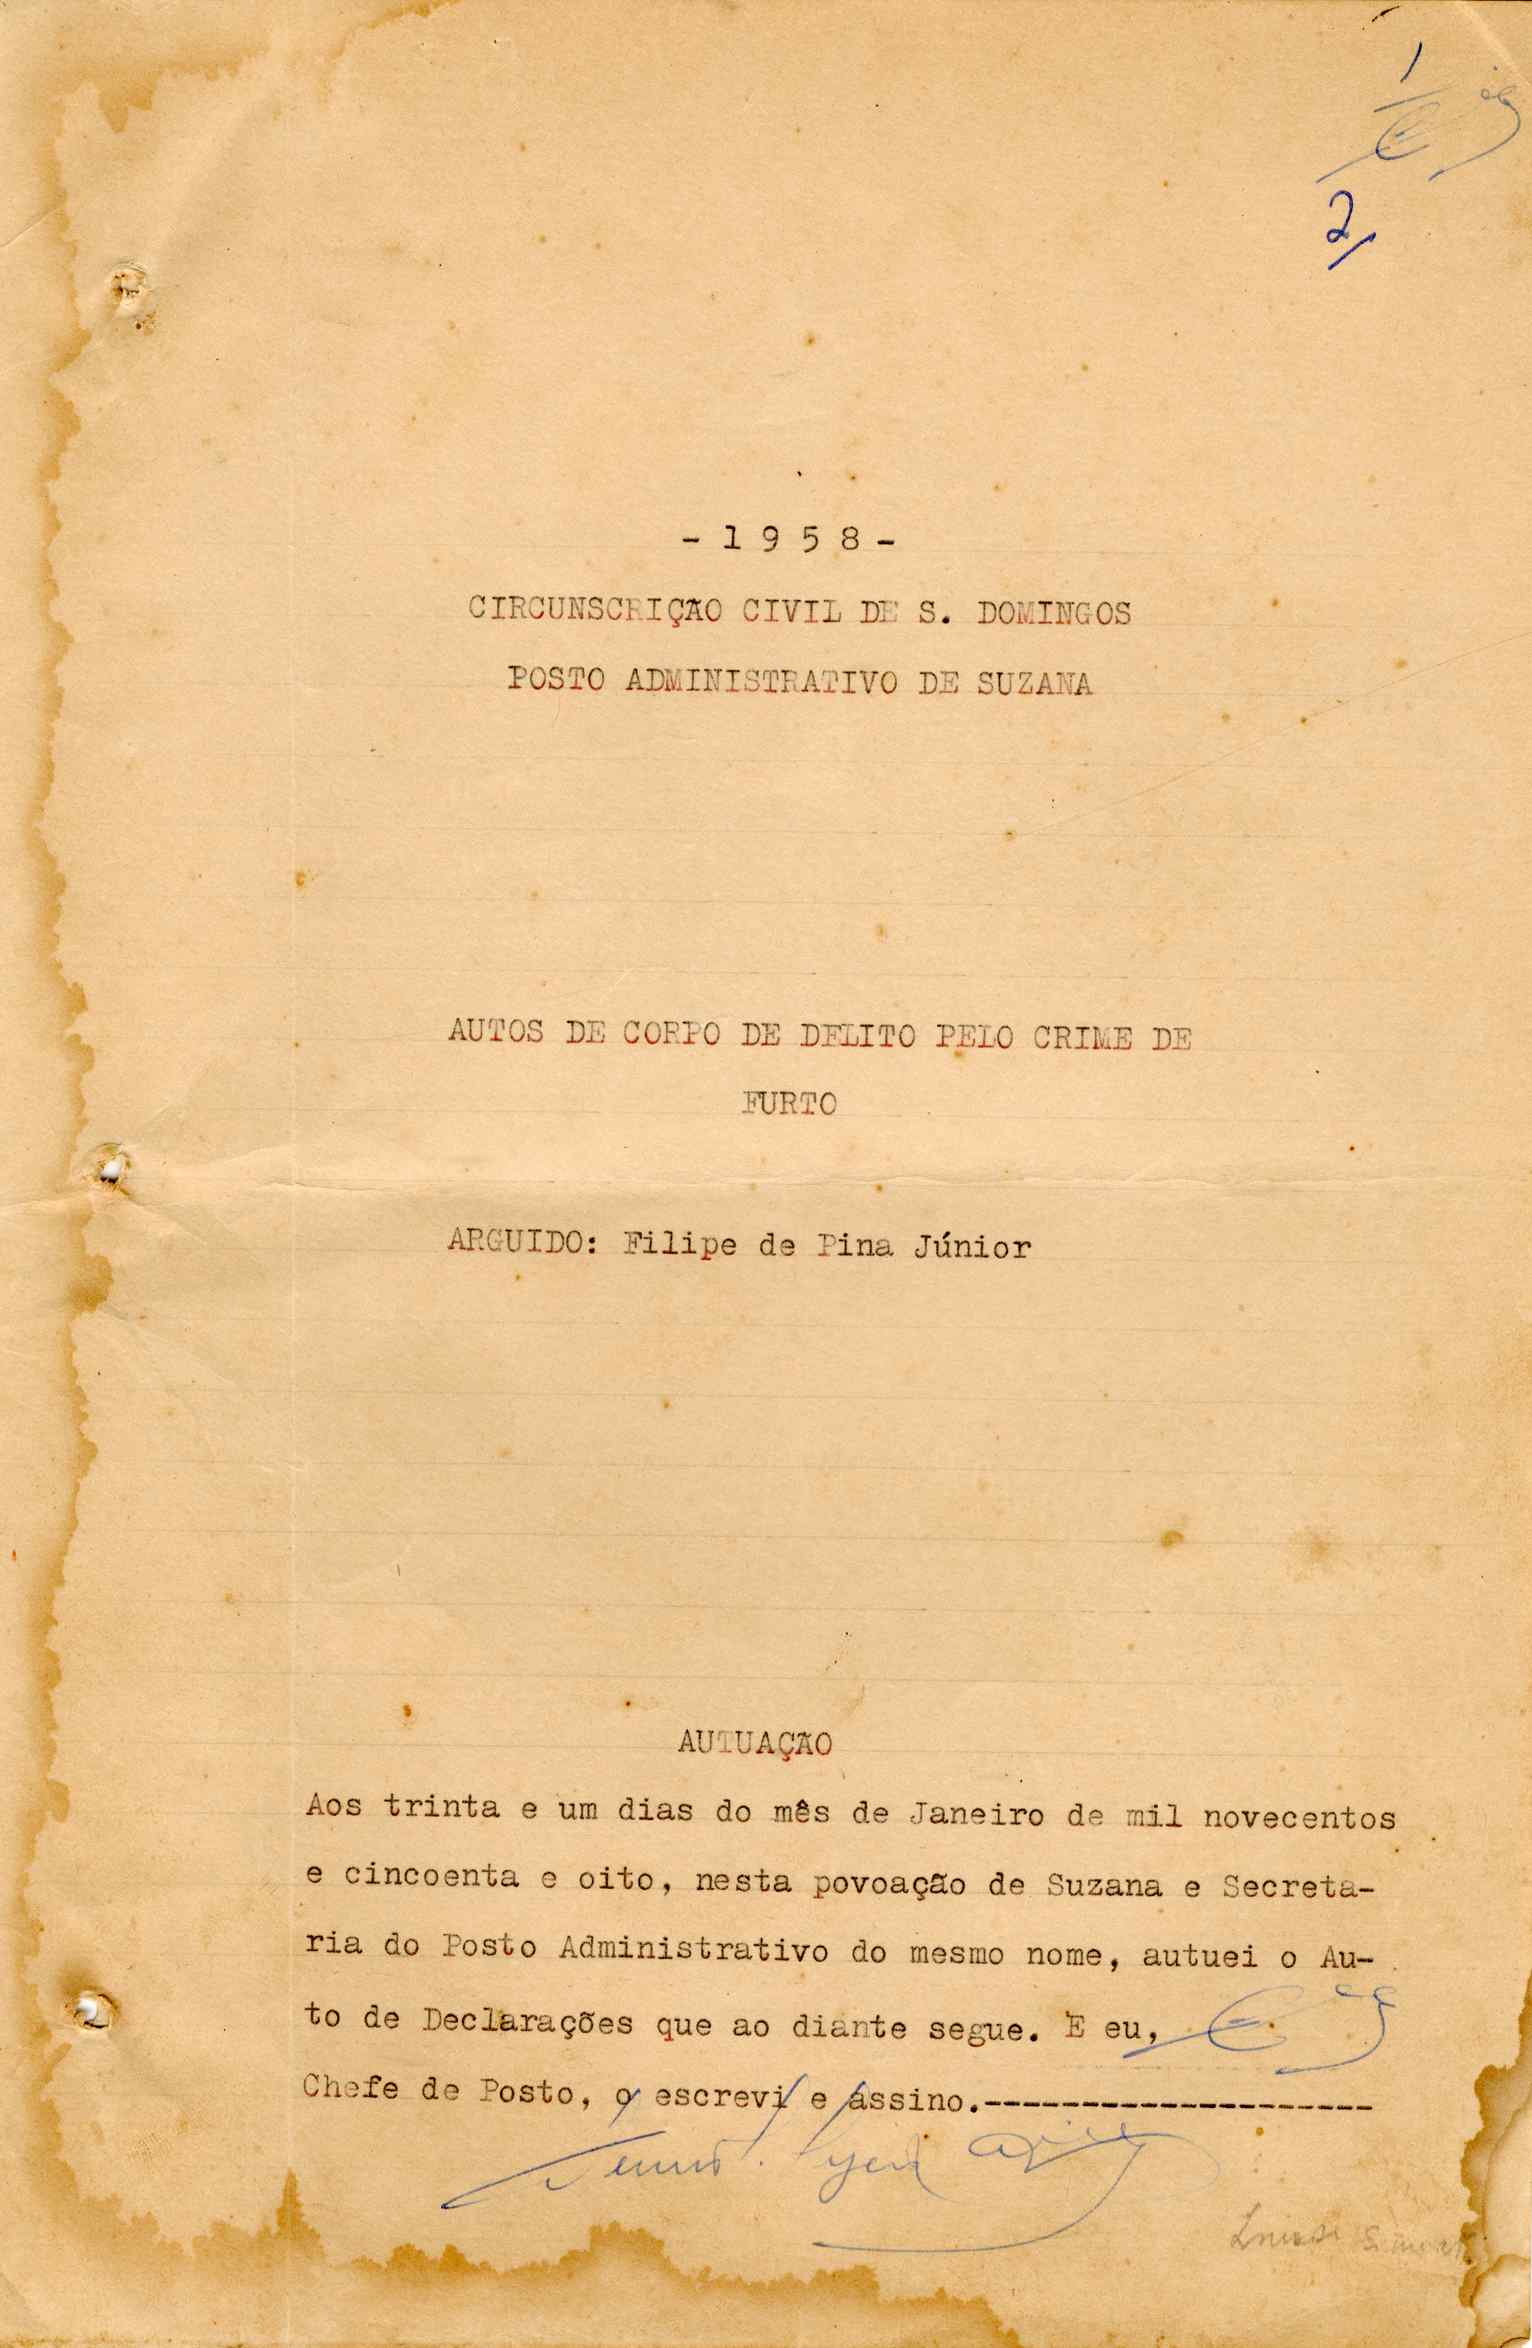 1
2
- 1 9 5 8 -
CIRCUNSCRIÇÃO CIVIL DE S. DOMINGOS
POSTO ADMINISTRATIVO DE SUZANA
AUTOS DE CORPO DE DELITO PELO CRIME DE
FURTO
ARGUIDO: Filipe de Pina Júnior
AUTUAÇÃO
Aos trinta e um dias do mês de Janeiro de mil novecentos
e cincoenta e oito, nesta povoação de Suzana e Secreta-
ria do Posto Administrativo do mesmo nome, autuei o Au-
to de Declarações que ao diante segue. E eu,
Chefe de Posto, o escrevi e assino.--------------------